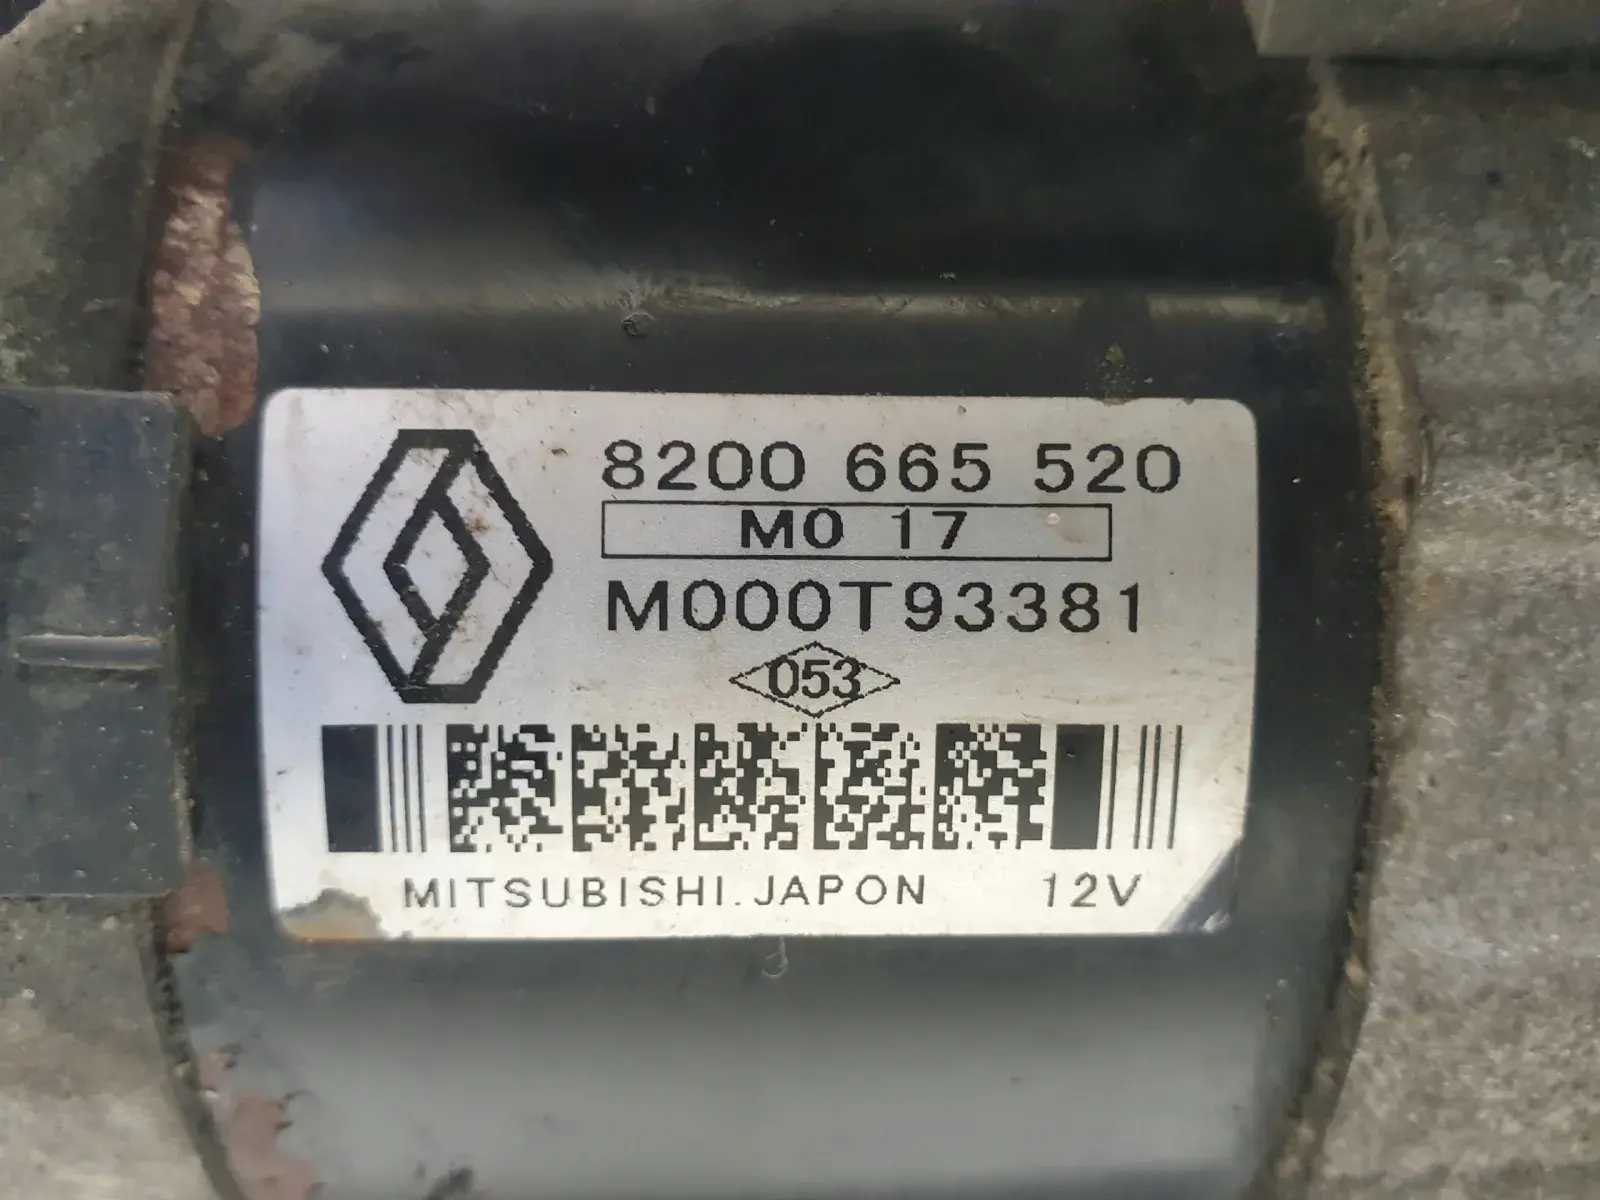 8200 665 520
M0 17
M000T93381
053
MITSUBISHI.JAPON 12V